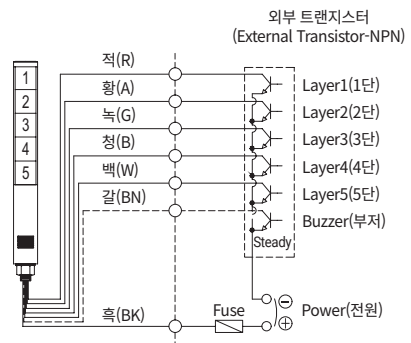 외부 트랜지스터
(External Transistor-NPN)
적(R)
황(A)
녹(G)
청(B)
백(W)
갈(BN)
흑(BK)
1
2
3
4
5
Layer1(1단)
Layer2(2단)
Layer3(3단)
Layer4(4단)
Layer5(5단)
Buzzer(부저)
Steady
Fuse
⊖
⊕
Power(전원)